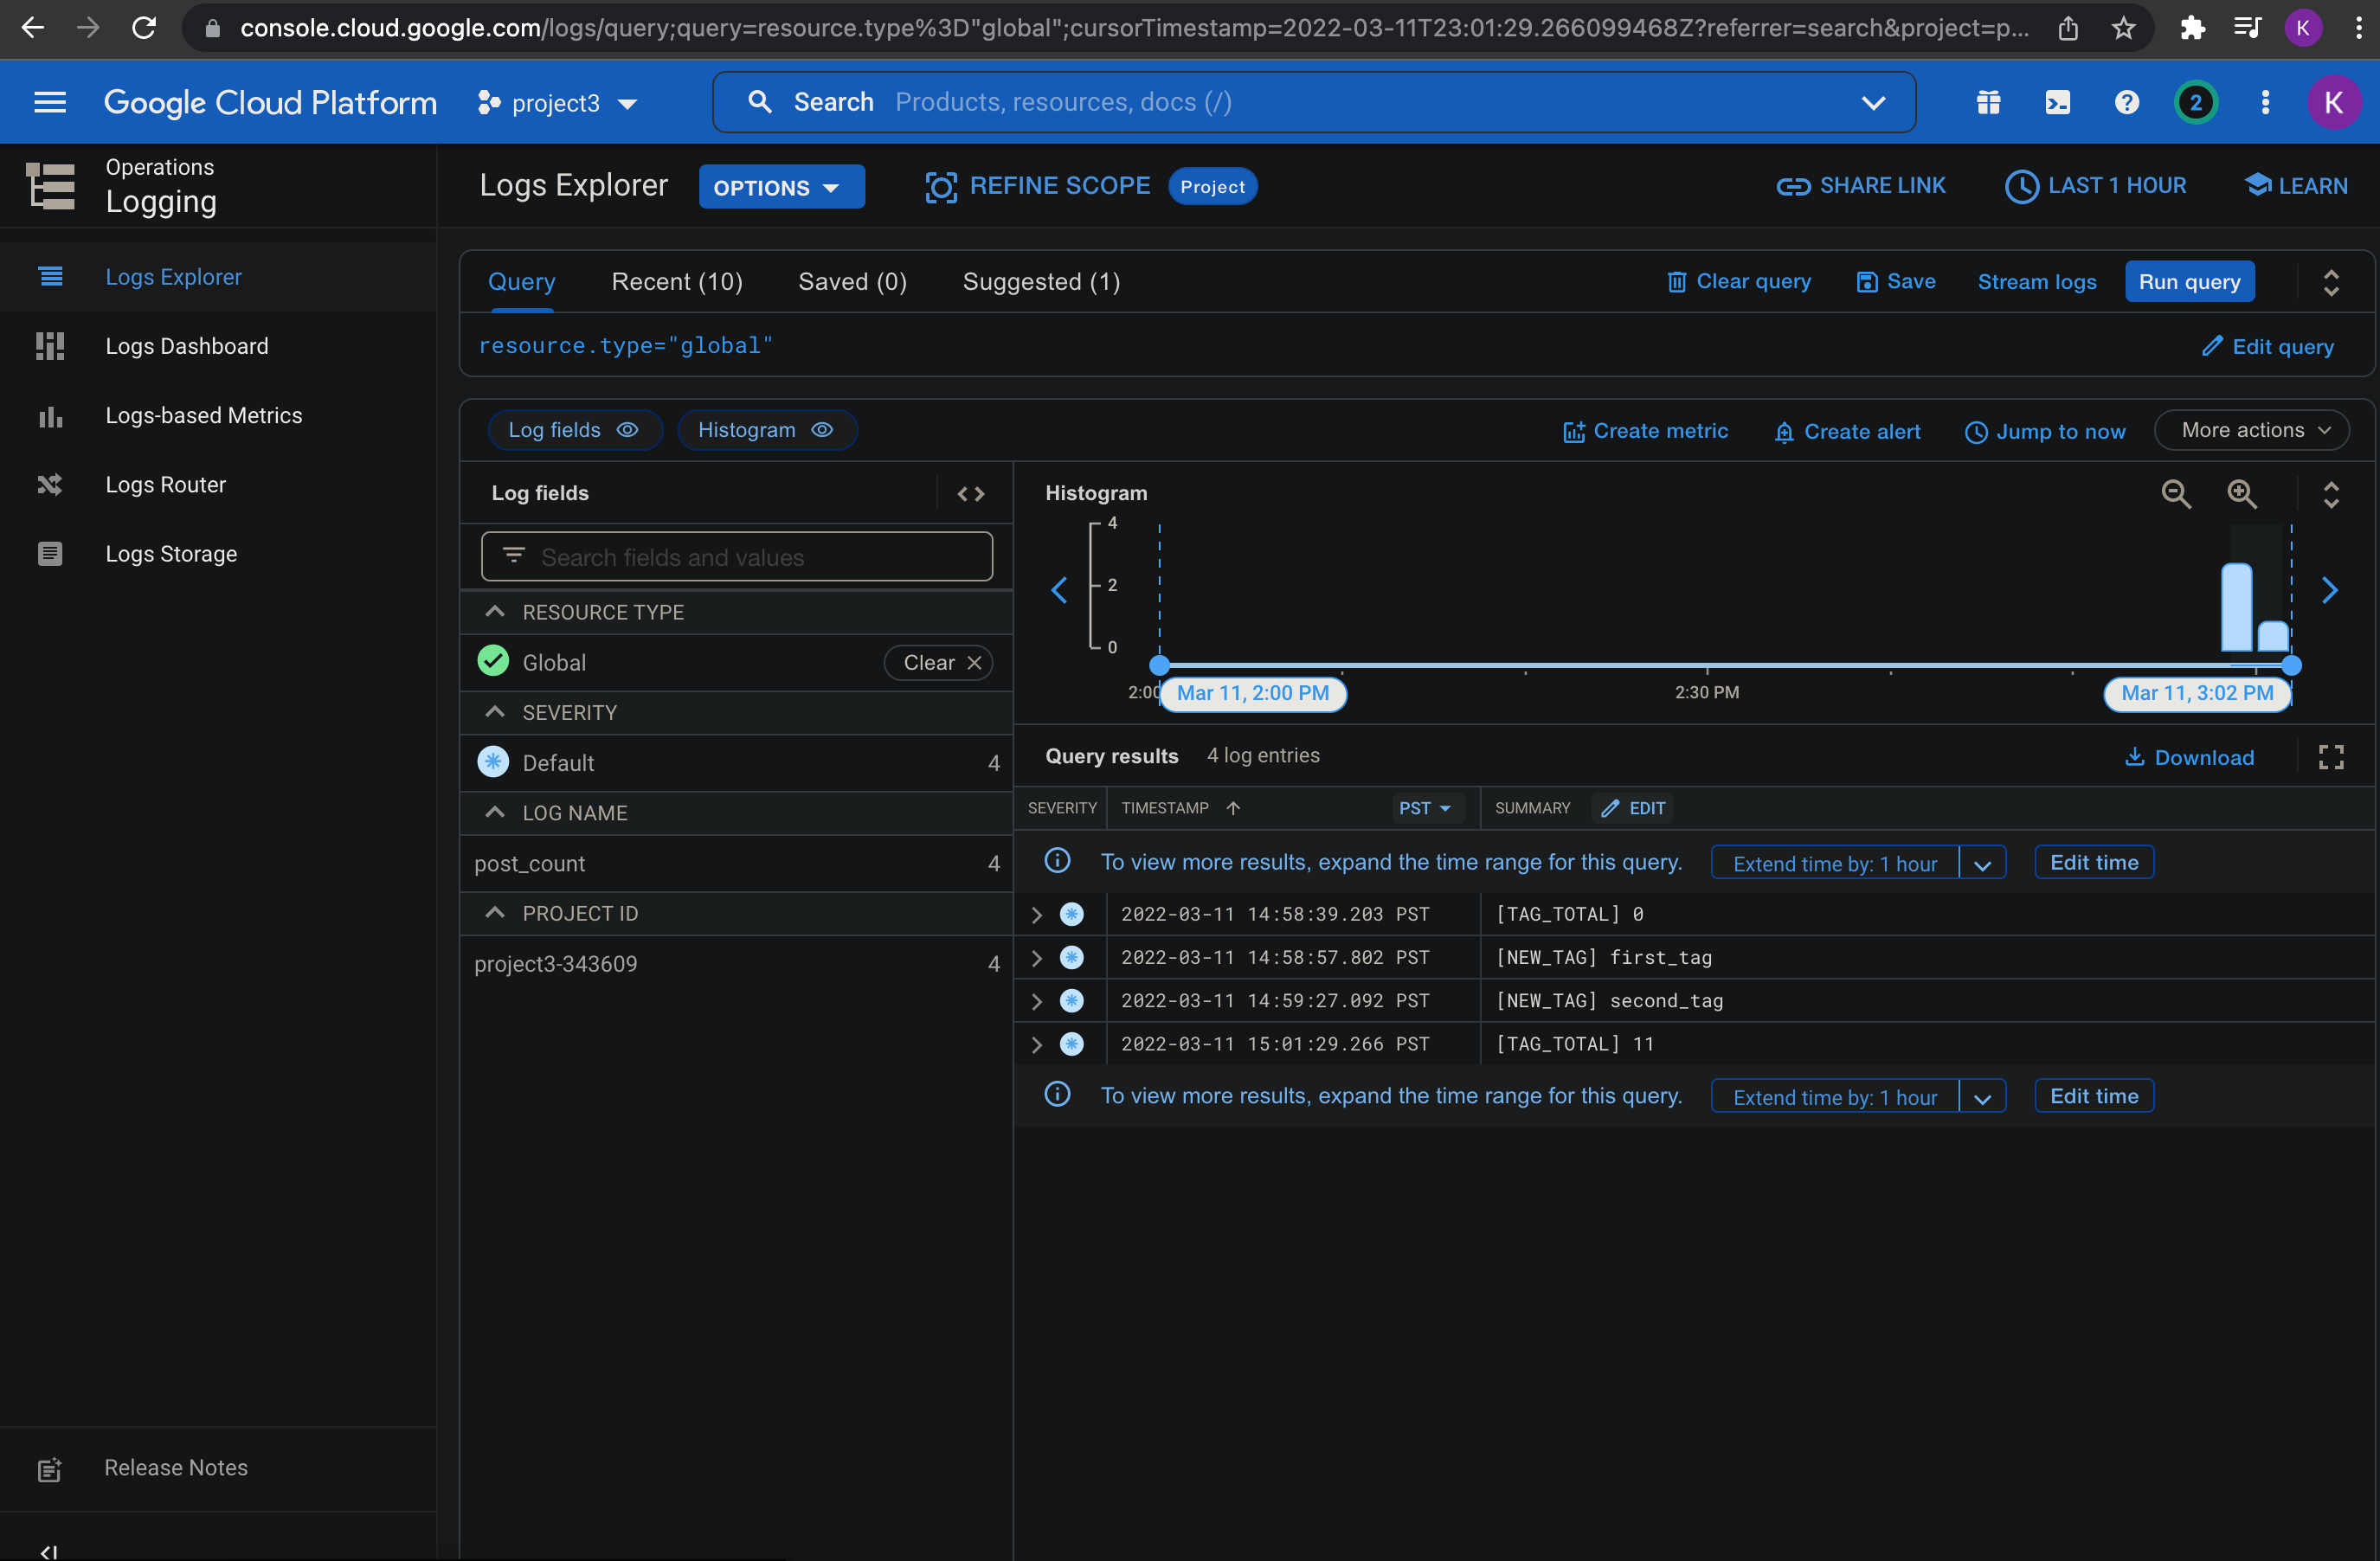 console.cloud.google.com/logs/query;query=resource.type%3D"global";cursorTimestamp=2022-03-11T23:01:29.266099468Z?referrer=search&project=p...
K
Google Cloud Platform
project3
Search Products, resources, docs (/)
2
K
Operations
Logging
Logs Explorer
OPTIONS
REFINE SCOPE
Project
SHARE LINK
LAST 1 HOUR
LEARN
Logs Explorer
Logs Dashboard
Logs-based Metrics
Logs Router
Logs Storage
Release Notes
Query
Recent (10)
Saved (0)
Suggested (1)
Clear query
Save
Stream logs
Run query
resource.type="global"
Edit query
Log fields
Histogram
Create metric
Create alert
Jump to now
More actions
Log fields
Search fields and values
RESOURCE TYPE
Global
Clear
SEVERITY
Default 4
LOG NAME
post_count 4
PROJECT ID
project3-343609 4
Histogram
4
2
0
2:00
Mar 11, 2:00 PM
2:30 PM
Mar 11, 3:02 PM
Query results 4 log entries
Download
SEVERITY TIMESTAMP PST SUMMARY EDIT
To view more results, expand the time range for this query. Extend time by: 1 hour Edit time
2022-03-11 14:58:39.203 PST [TAG_TOTAL] 0
2022-03-11 14:58:57.802 PST [NEW_TAG] first_tag
2022-03-11 14:59:27.092 PST [NEW_TAG] second_tag
2022-03-11 15:01:29.266 PST [TAG_TOTAL] 11
To view more results, expand the time range for this query. Extend time by: 1 hour Edit time